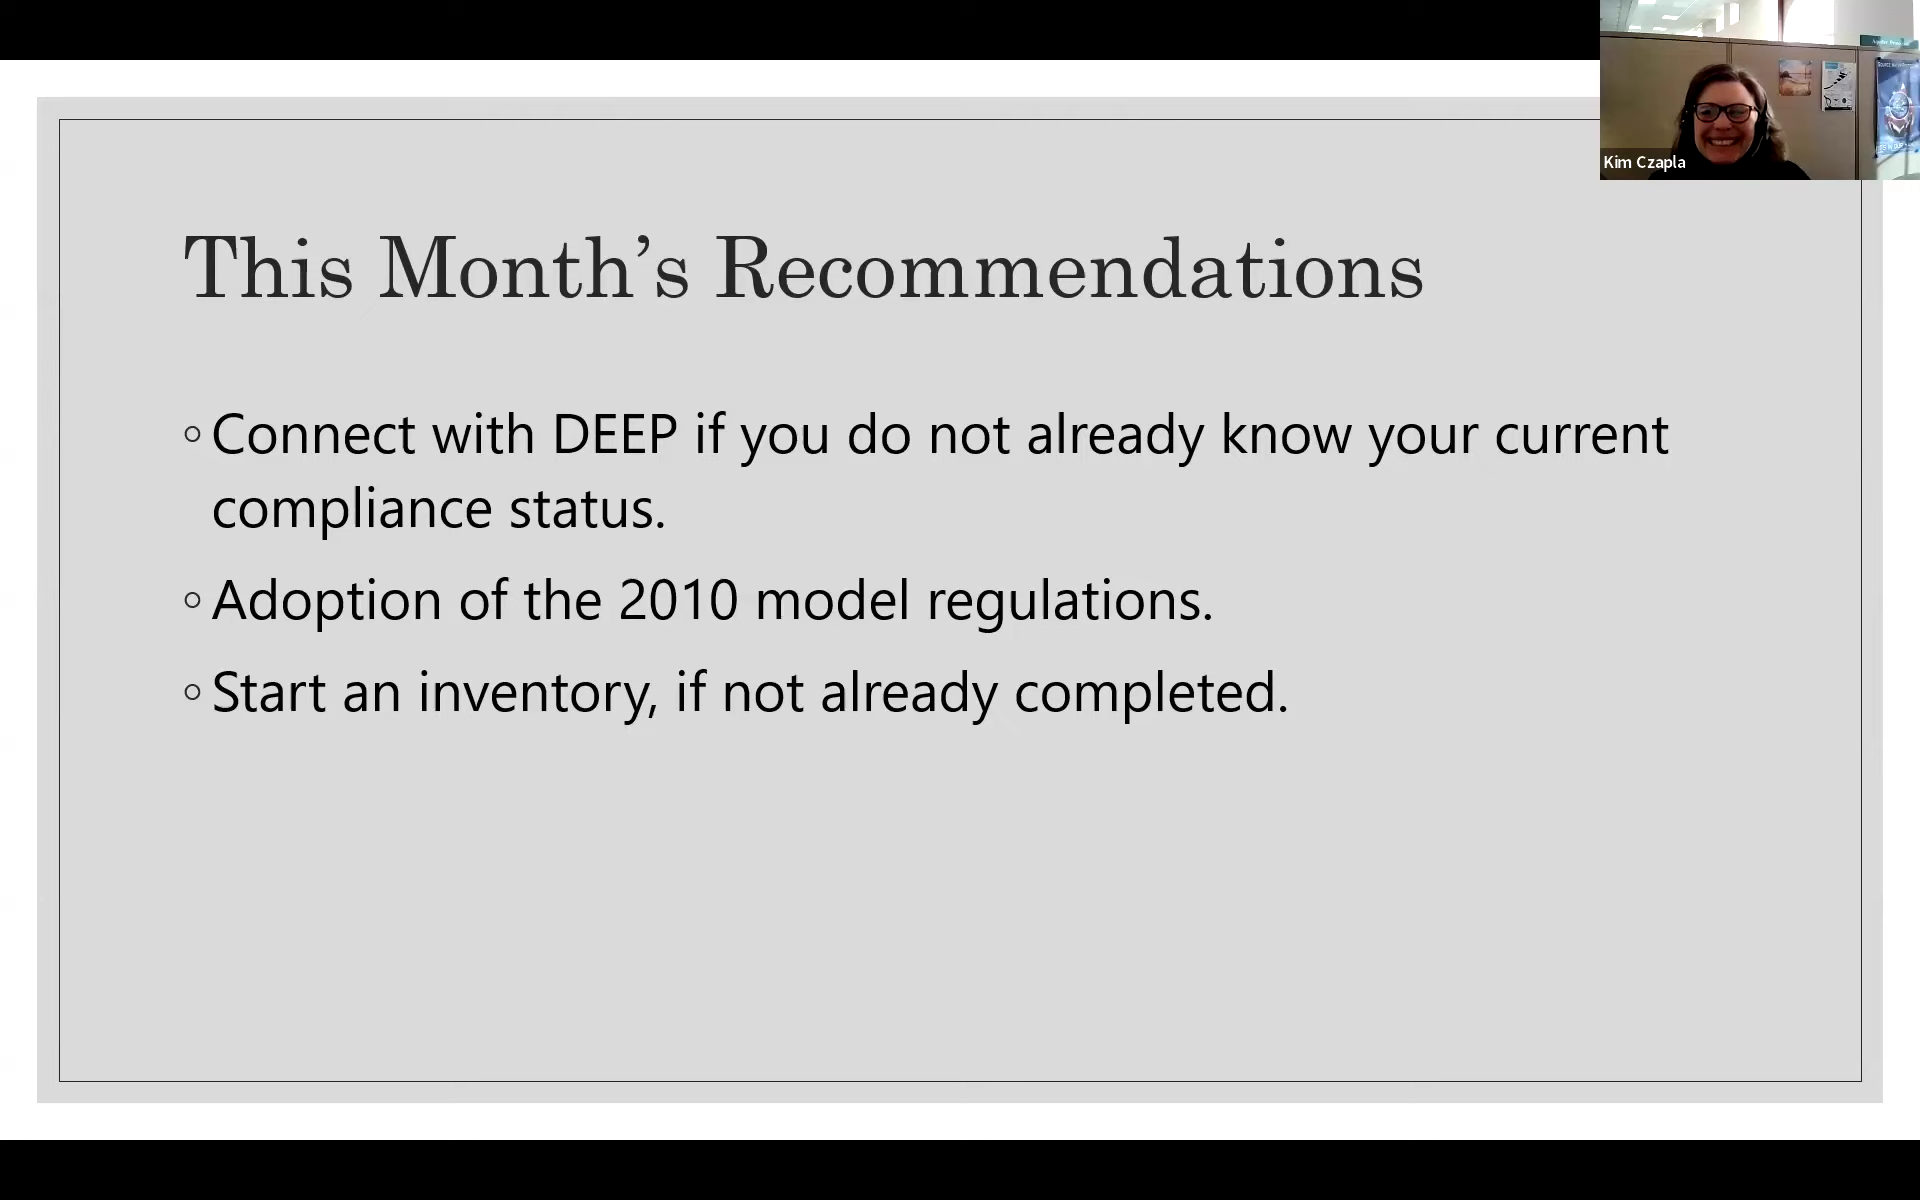 Kim Czapla
This Month’s Recommendations
◦ Connect with DEEP if you do not already know your current
compliance status.
◦ Adoption of the 2010 model regulations.
◦ Start an inventory, if not already completed.